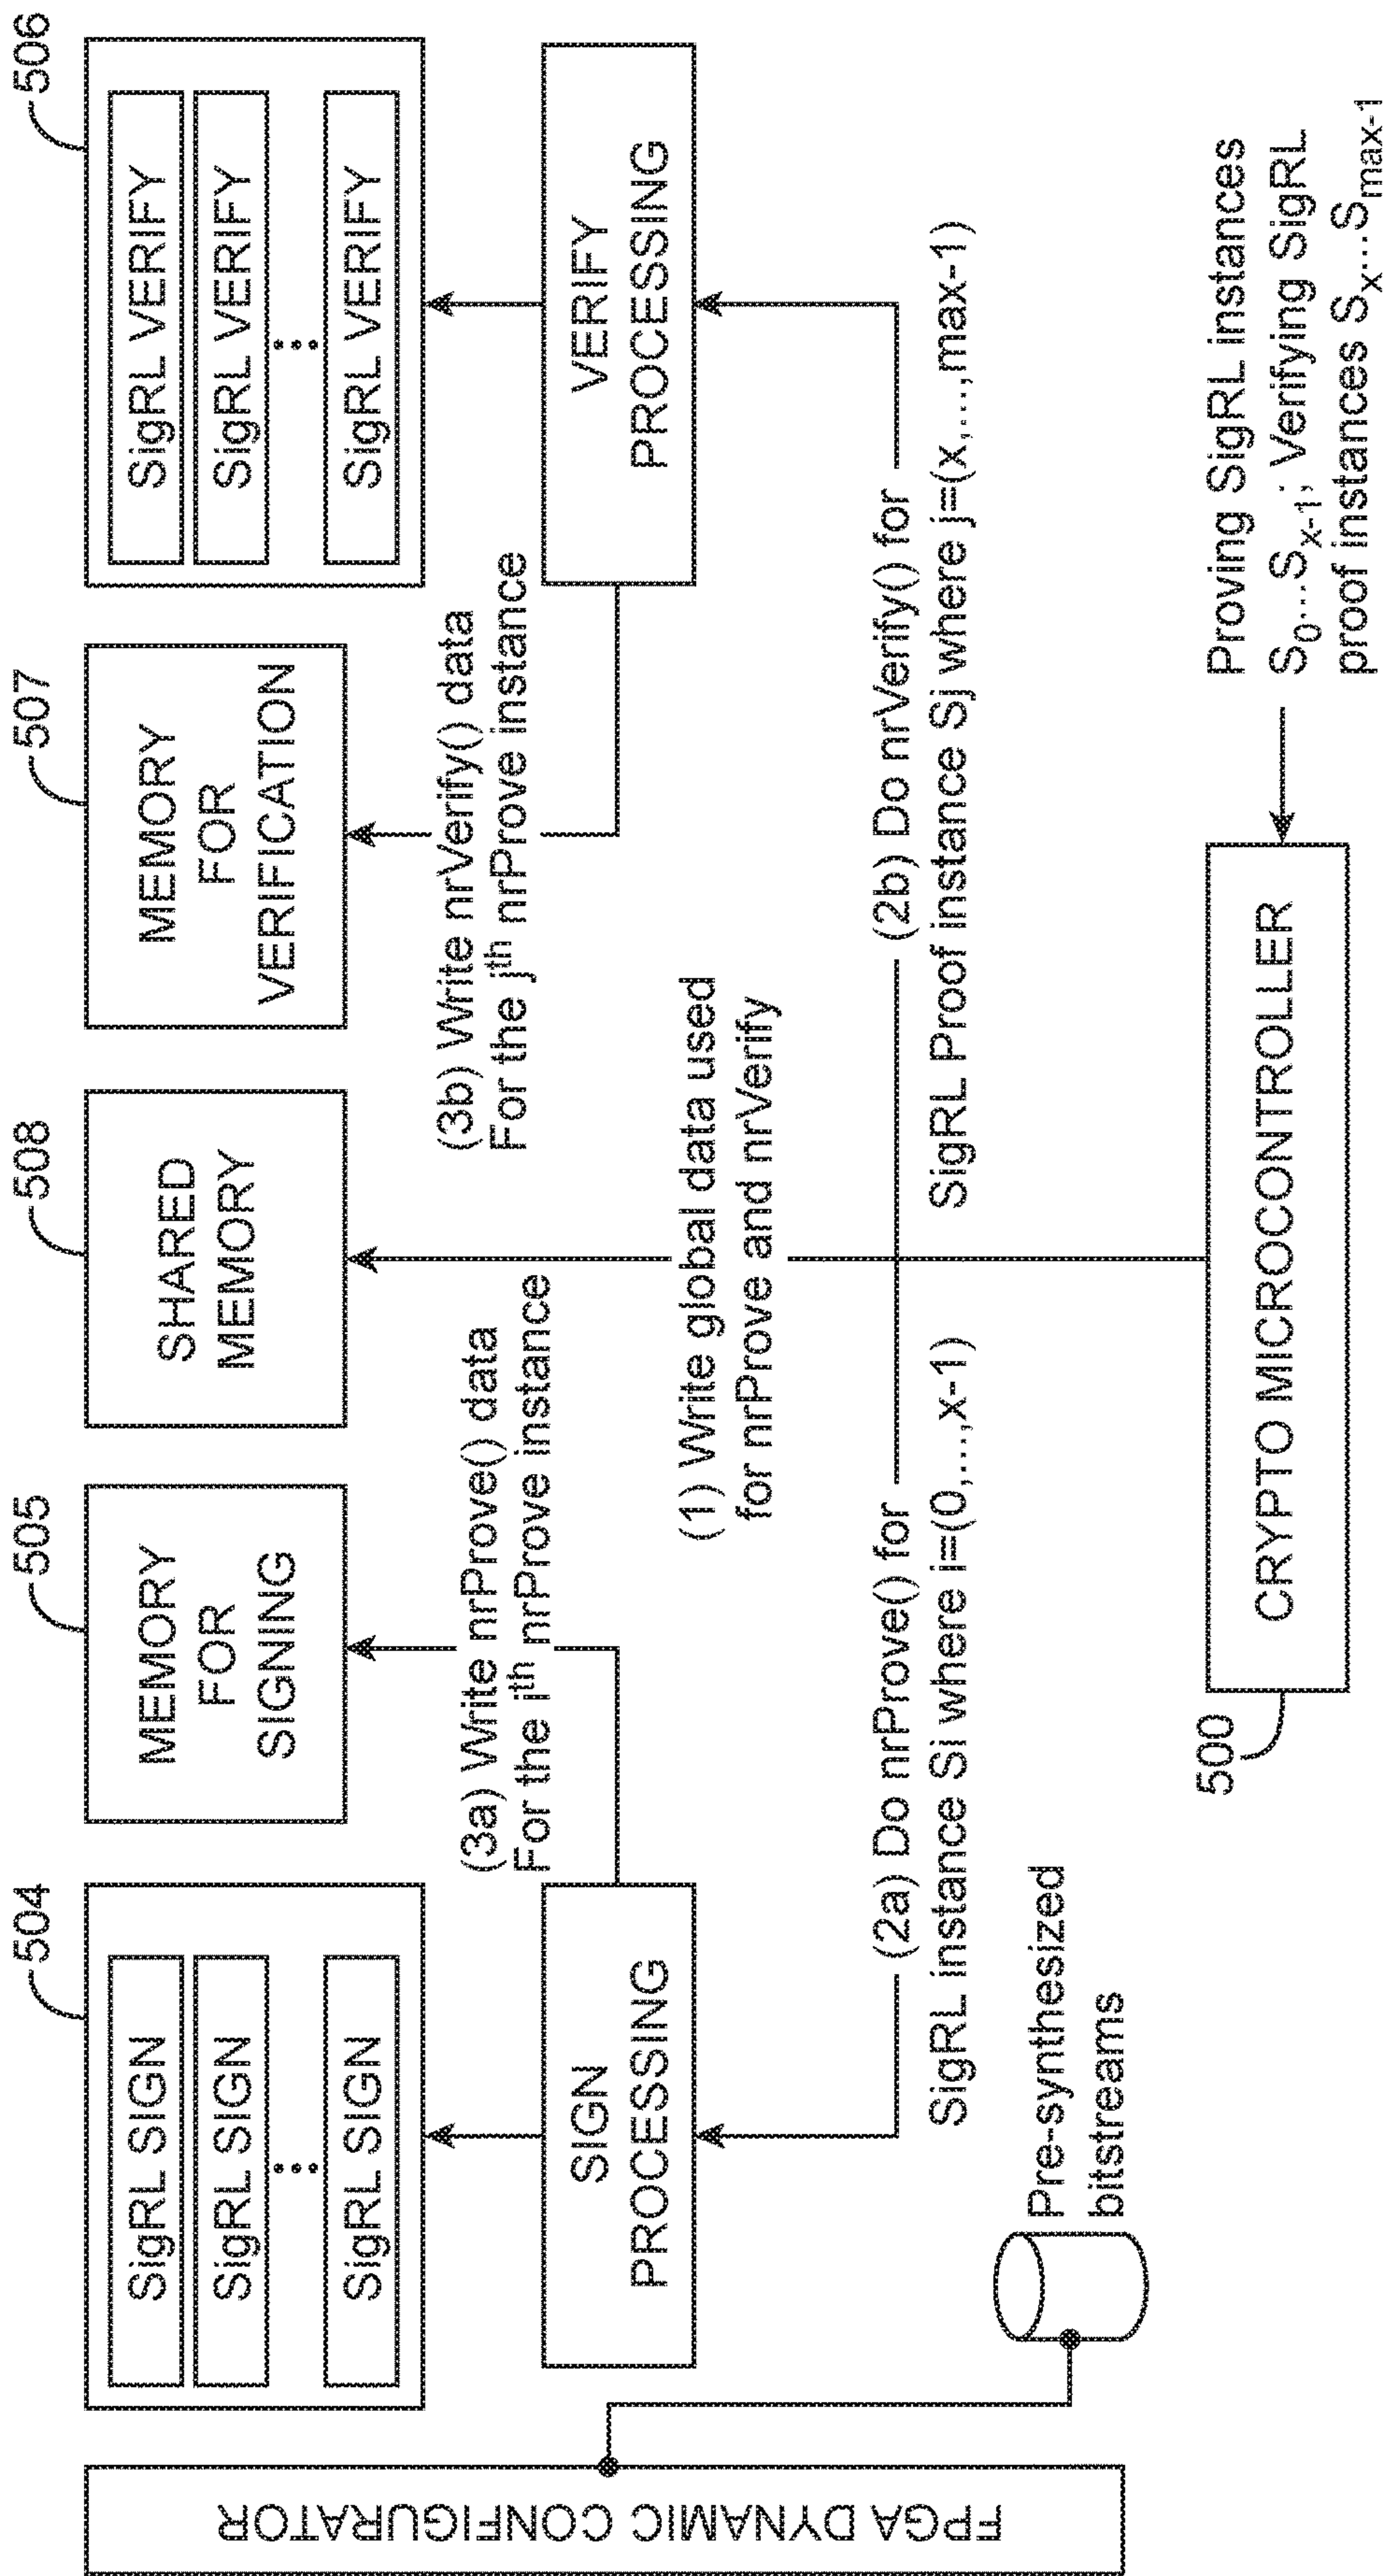 504
SigRL SIGN
SigRL SIGN
...
SigRL SIGN
505
MEMORY
FOR
SIGNING
508
SHARED
MEMORY
507
MEMORY
FOR
VERIFICATION
506
SigRL VERIFY
SigRL VERIFY
...
SigRL VERIFY
FPGA DYNAMIC CONFIGURATOR
SIGN
PROCESSING
(3a) Write nrProve() data
For the ith nrProve instance
(3b) Write nrVerify() data
For the jth nrProve instance
VERIFY
PROCESSING
(1) Write global data used
for nrProve and nrVerify
(2a) Do nrProve() for
SigRL instance Si where i=(0,...,x-1)
(2b) Do nrVerify() for
SigRL Proof instance Sj where j=(x,...,max-1)
Pre-synthesized
bitstreams
500
CRYPTO MICROCONTROLLER
Proving SigRL instances
S0...Sx-1; Verifying SigRL
proof instances Sx...Smax-1